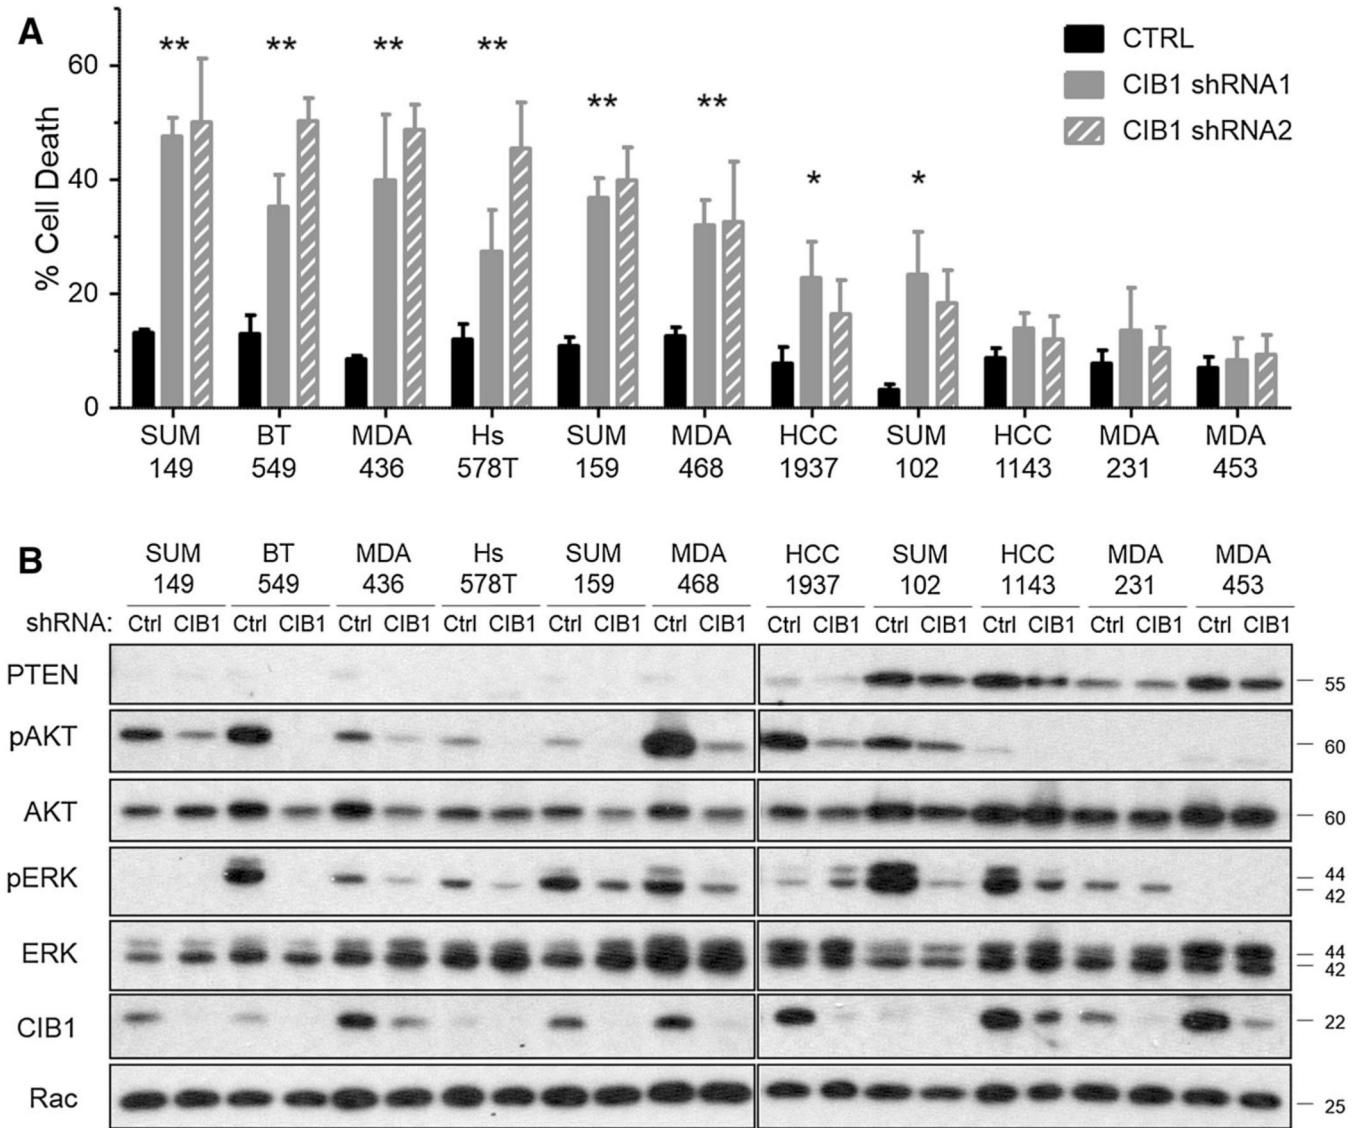 A
** ** ** ** ** ** * *
CTRL
CIB1 shRNA1
CIB1 shRNA2
% Cell Death
60
40
20
0
SUM BT MDA Hs SUM MDA HCC SUM HCC MDA MDA
149 549 436 578T 159 468 1937 102 1143 231 453
B
SUM BT MDA Hs SUM MDA HCC SUM HCC MDA MDA
149 549 436 578T 159 468 1937 102 1143 231 453
shRNA: Ctrl CIB1 Ctrl CIB1 Ctrl CIB1 Ctrl CIB1 Ctrl CIB1 Ctrl CIB1 Ctrl CIB1 Ctrl CIB1 Ctrl CIB1 Ctrl CIB1 Ctrl CIB1
PTEN 55
pAKT 60
AKT 60
pERK 44
42
ERK 44
42
CIB1 22
Rac 25